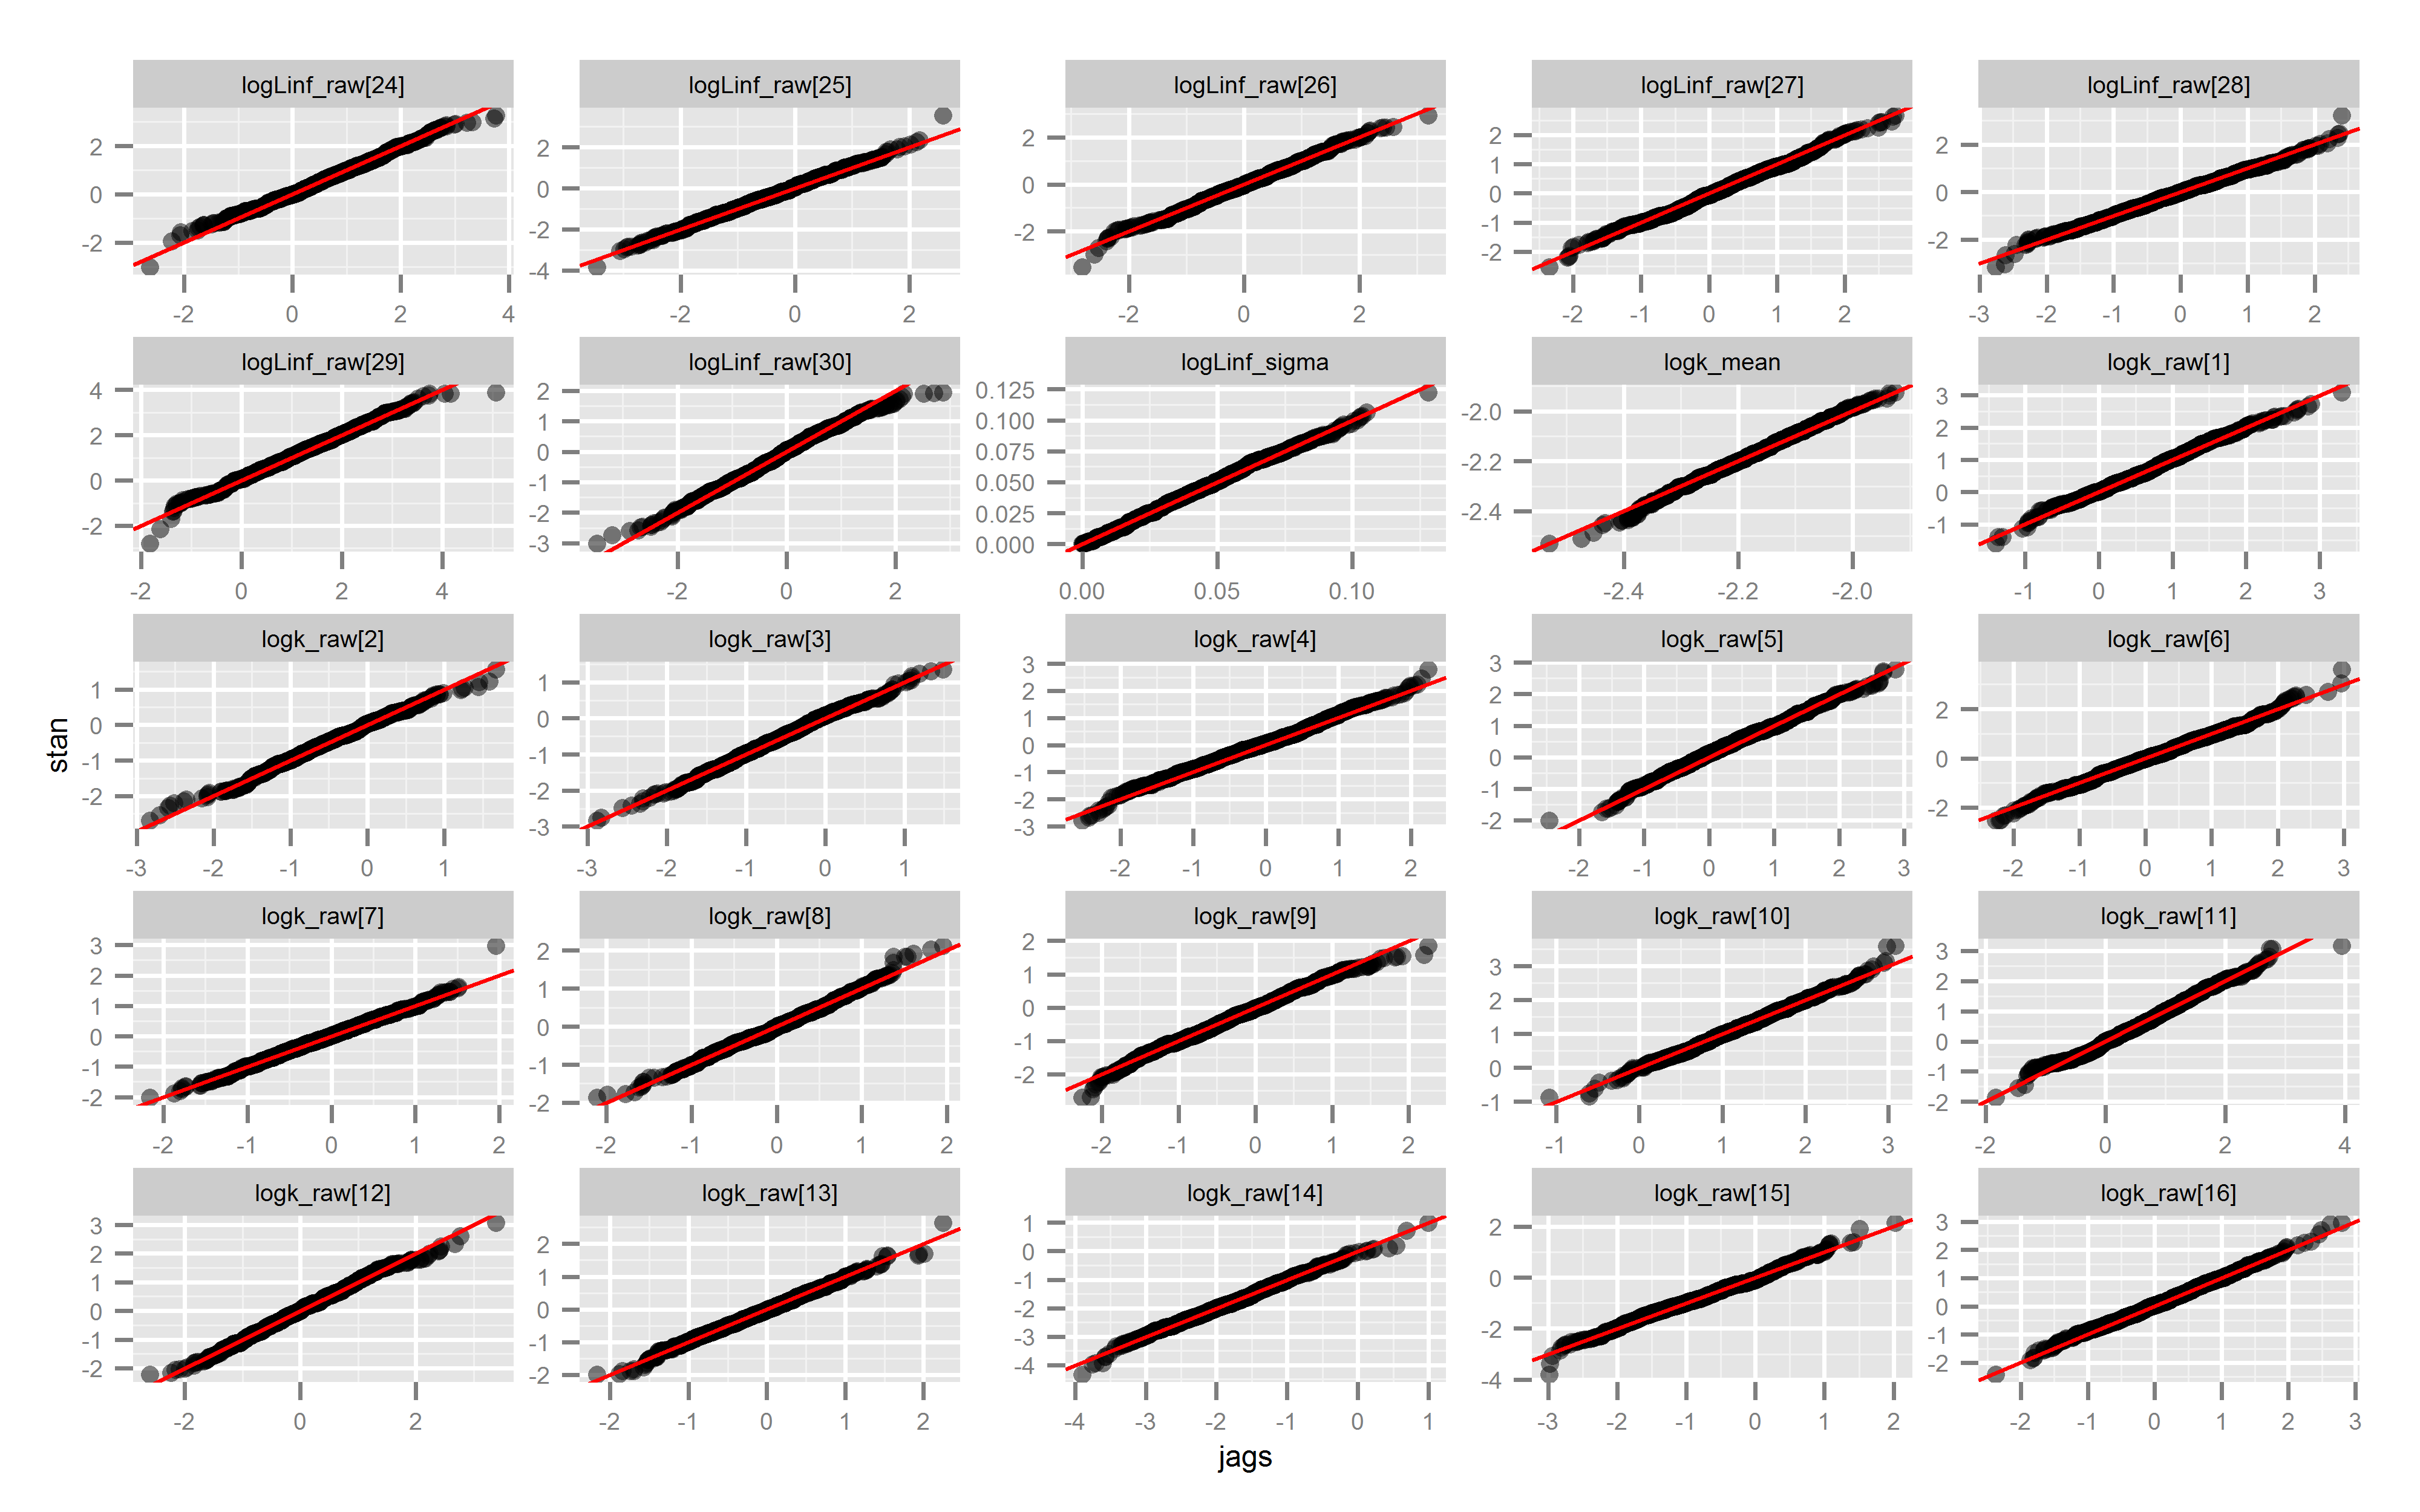 logLinf_raw[24] logLinf_raw[25] logLinf_raw[26] logLinf_raw[27] logLinf_raw[28]
2 0 -2
2 0 -2 -4
2 0 -2
2 1 0 -1 -2
2 0 -2
-2 0 2 4
-2 0 2
-2 0 2
-2 -1 0 1 2
-3 -2 -1 0 1 2
logLinf_raw[29] logLinf_raw[30] logLinf_sigma logk_mean logk_raw[1]
4 2 0 -2
2 1 0 -1 -2 -3
0.125 0.100 0.075 0.050 0.025 0.000
-2.0 -2.2 -2.4
3 2 1 0 -1
-2 0 2 4
-2 0 2
0.00 0.05 0.10
-2.4 -2.2 -2.0
-1 0 1 2 3
logk_raw[2] logk_raw[3] logk_raw[4] logk_raw[5] logk_raw[6]
1 0 -1 -2
1 0 -1 -2 -3
3 2 1 0 -1 -2 -3
3 2 1 0 -1 -2
2 0 -2
-3 -2 -1 0 1
-3 -2 -1 0 1
-2 -1 0 1 2
-2 -1 0 1 2 3
-2 -1 0 1 2 3
logk_raw[7] logk_raw[8] logk_raw[9] logk_raw[10] logk_raw[11]
3 2 1 0 -1 -2
2 1 0 -1 -2
2 1 0 -1 -2
3 2 1 0 -1
3 2 1 0 -1 -2
-2 -1 0 1 2
-2 -1 0 1 2
-2 -1 0 1 2
-1 0 1 2 3
-2 0 2 4
logk_raw[12] logk_raw[13] logk_raw[14] logk_raw[15] logk_raw[16]
3 2 1 0 -1 -2
2 1 0 -1 -2
1 0 -1 -2 -3 -4
2 0 -2 -4
3 2 1 0 -1 -2
-2 0 2
-2 -1 0 1 2
-4 -3 -2 -1 0 1
-3 -2 -1 0 1 2
-2 -1 0 1 2 3
stan
jags